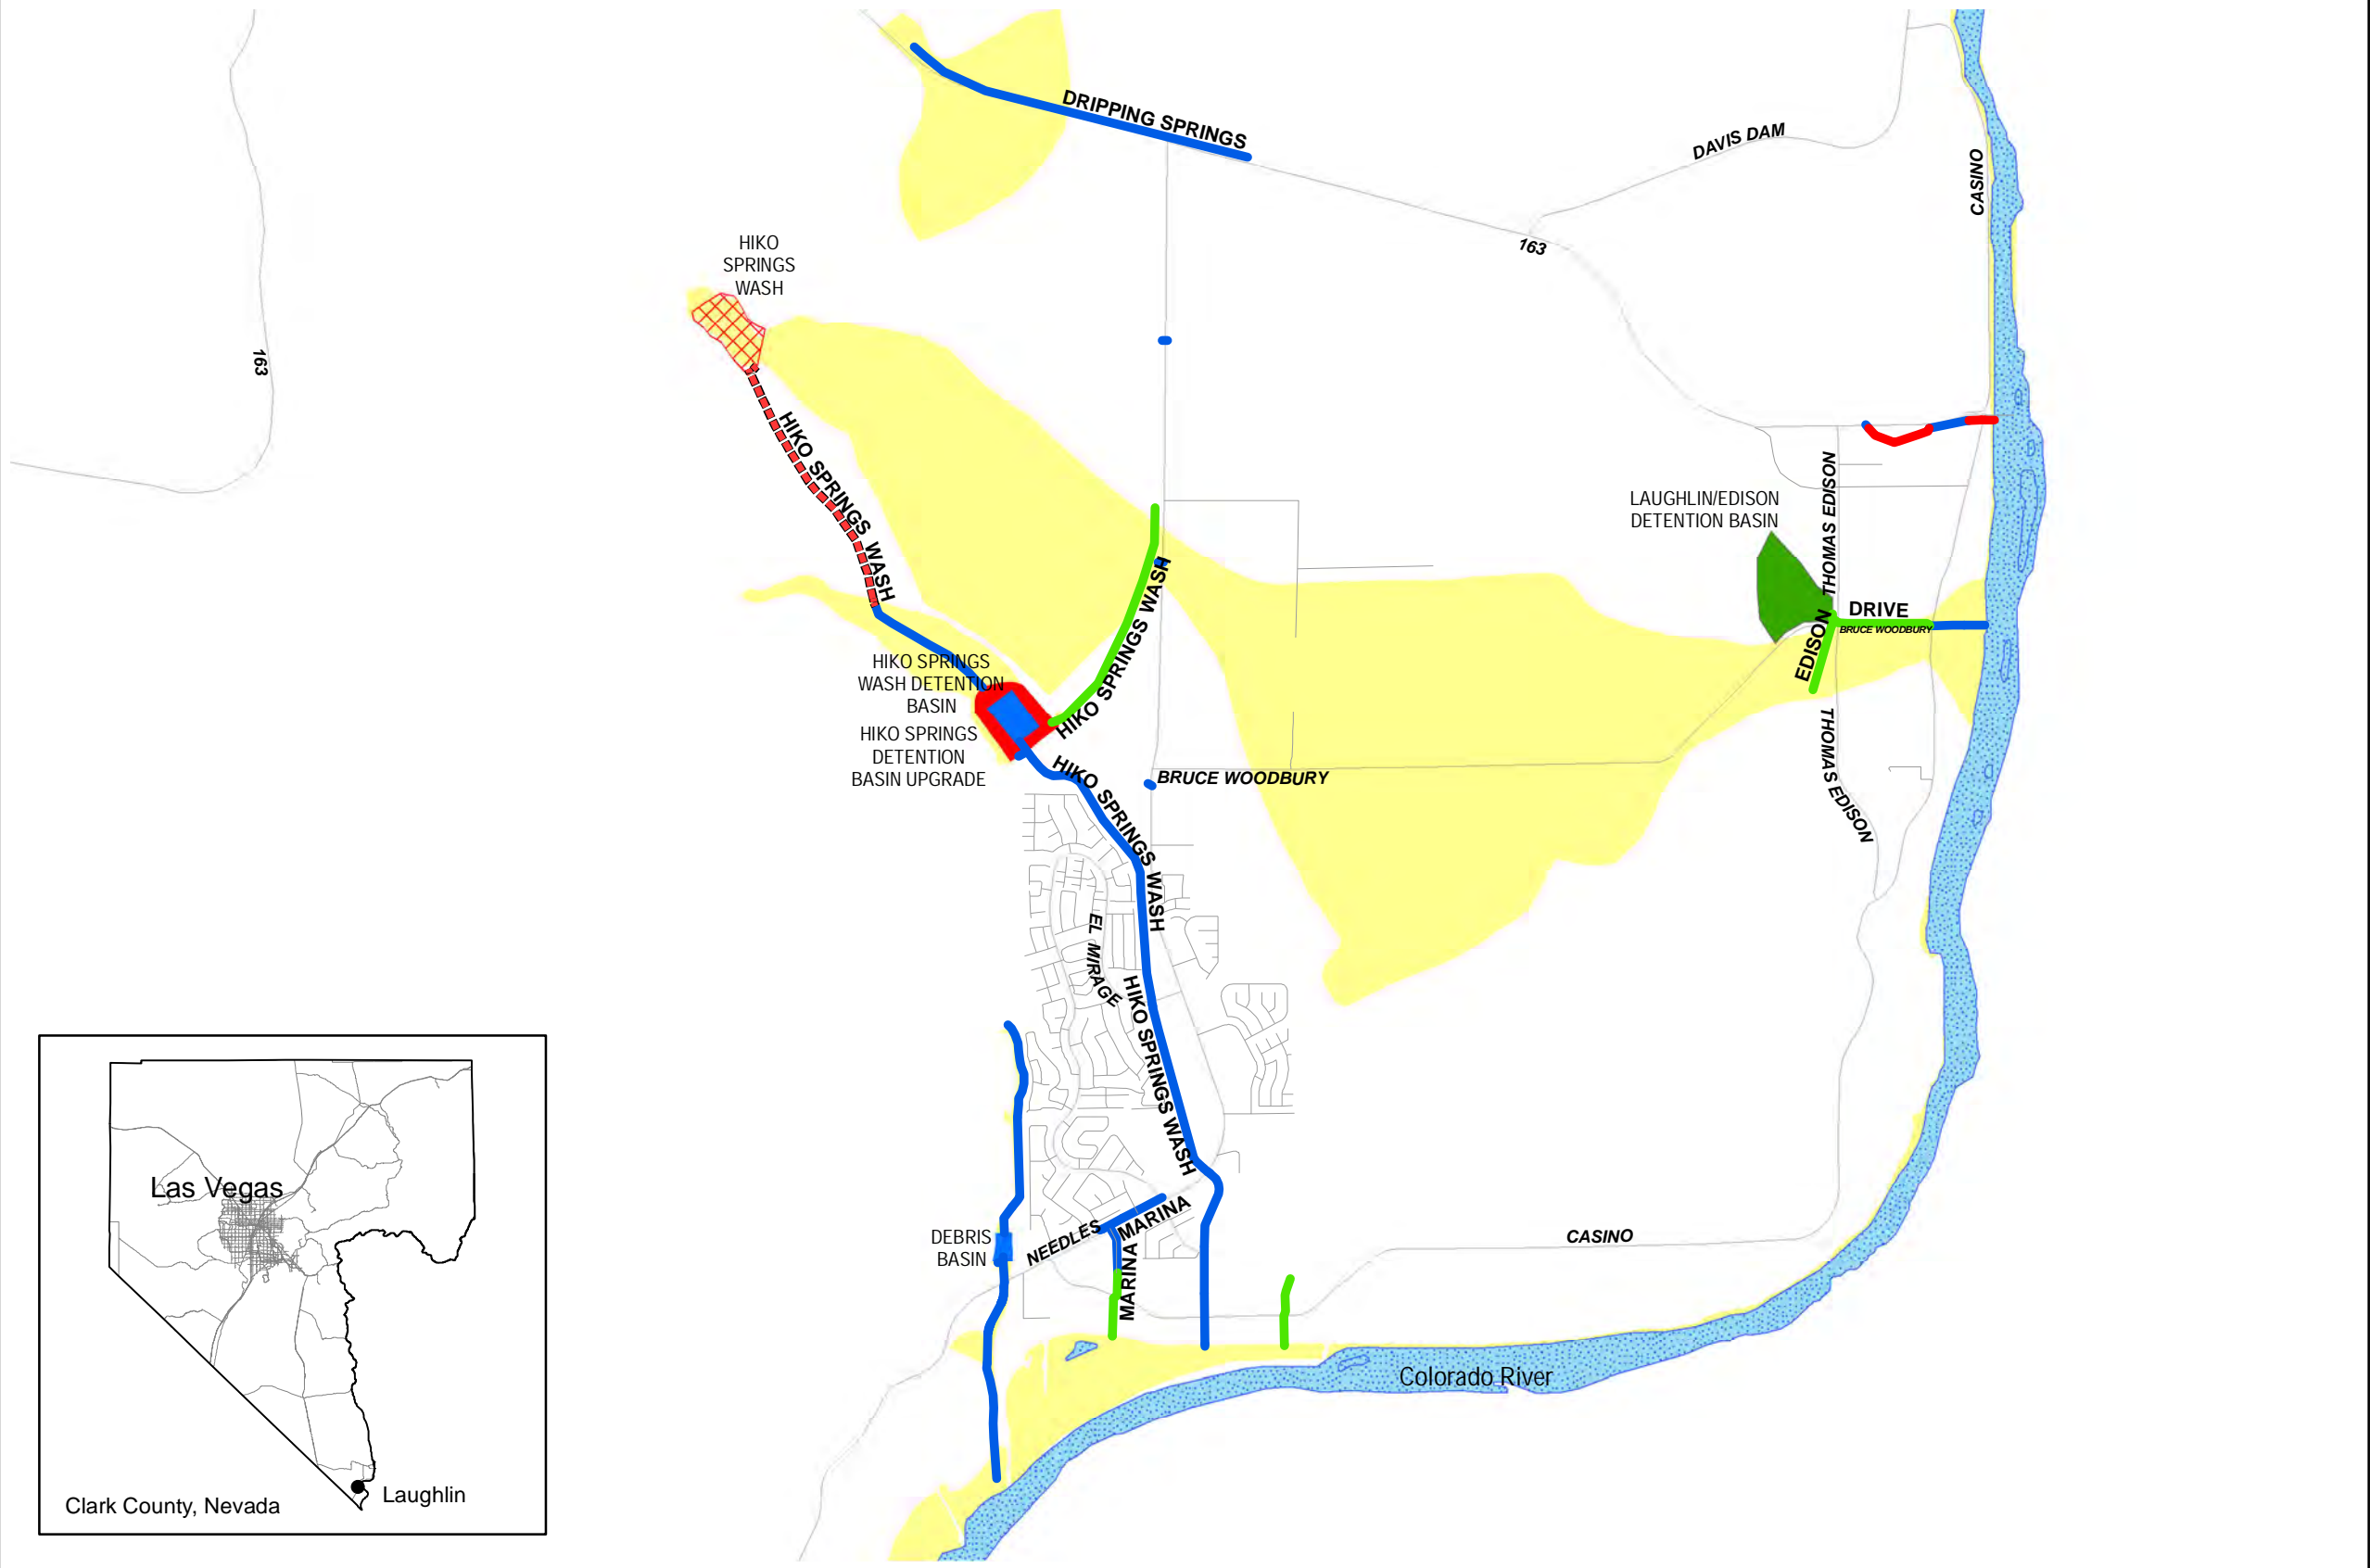 DRIPPING SPRINGS
DAVIS DAM
CASINO
163
HIKO
SPRINGS
WASH
163
HIKO SPRINGS WASH
THOMAS EDISON
LAUGHLIN/EDISON
DETENTION BASIN
HIKO SPRINGS WASH
DRIVE
BRUCE WOODBURY
EDISON
HIKO SPRINGS
WASH DETENTION
BASIN
HIKO SPRINGS
DETENTION
BASIN UPGRADE
THOMAS EDISON
HIKO SPRINGS WASH
BRUCE WOODBURY
EL MIRAGE
HIKO SPRINGS WASH
DEBRIS
BASIN
NEEDLES
MARINA
MARINA
CASINO
Colorado River
Las Vegas
Laughlin
Clark County, Nevada